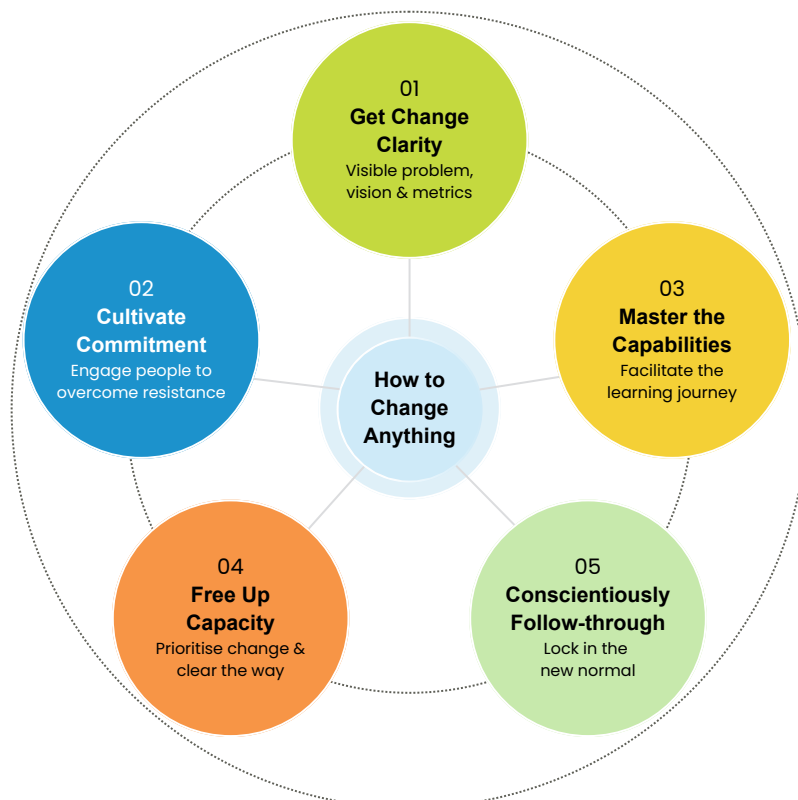 01
Get Change
Clarity
Visible problem,
vision & metrics
02
Cultivate
Commitment
Engage people to
overcome resistance
03
Master the
Capabilities
Facilitate the
learning journey
How to
Change
Anything
04
Free Up
Capacity
Prioritise change &
clear the way
05
Conscientiously
Follow-through
Lock in the
new normal